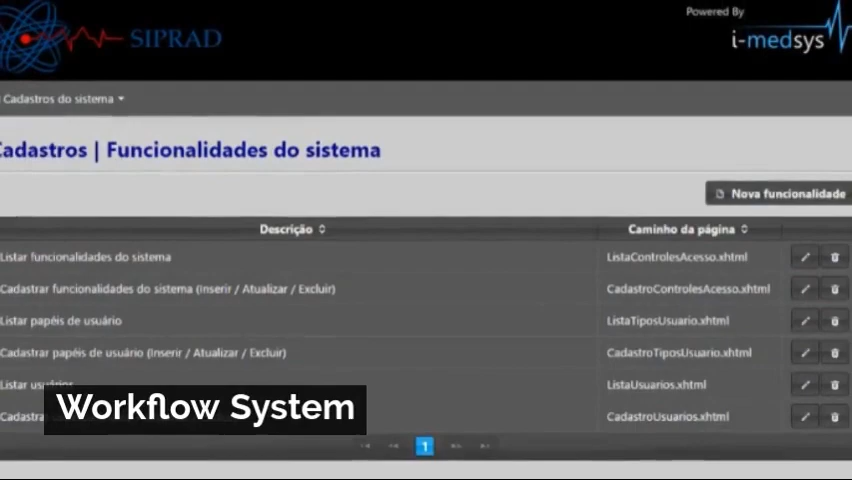 Powered By
SIPRAD
i-medsys
Cadastros do sistema
Cadastros | Funcionalidades do sistema
Nova funcionalidade
Descrição Caminho da página
Listar funcionalidades do sistema ListaControlesAcesso.xhtml
Cadastrar funcionalidades do sistema (Inserir / Atualizar / Excluir) CadastroControlesAcesso.xhtml
Listar papéis de usuário ListaTiposUsuario.xhtml
Cadastrar papéis de usuário (Inserir / Atualizar / Excluir) CadastroTiposUsuario.xhtml
Listar usuários ListaUsuarios.xhtml
Workflow System
CadastroUsuarios.xhtml
1